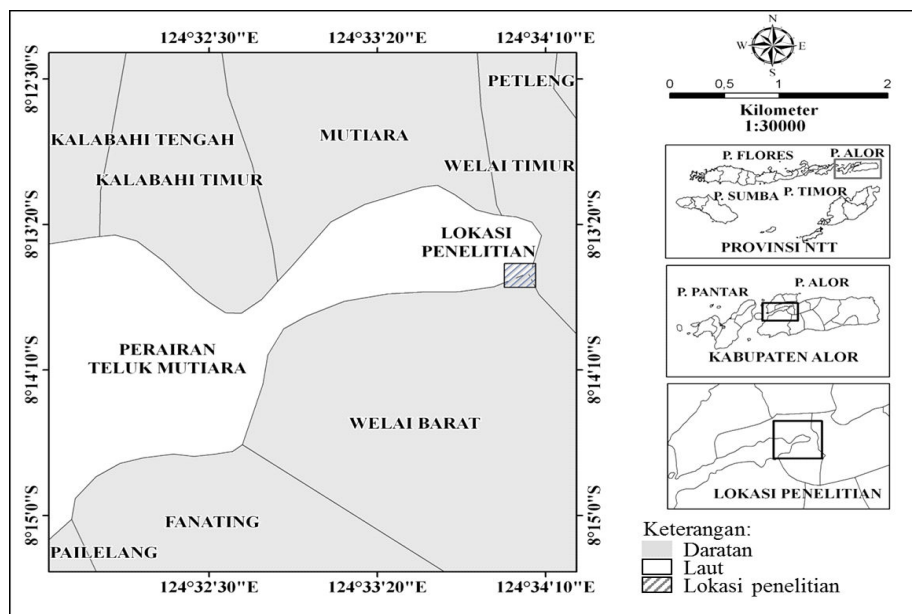 124°32'30"E 124°33'20"E 124°34'10"E
8°12'30"S
8°13'20"S
8°14'10"S
8°15'0"S
PETLENG
KALABAHI TENGAH
MUTIARA
WELAI TIMUR
KALABAHI TIMUR
LOKASI
PENELITIAN
PERAIRAN
TELUK MUTIARA
WELAI BARAT
FANATING
PAILELANG
8°12'30"S
8°13'20"S
8°14'10"S
8°15'0"S
124°32'30"E 124°33'20"E 124°34'10"E
N
W E
S
0 0,5 1 2
Kilometer
1:30000
P. FLORES P. ALOR
P. SUMBA P. TIMOR
PROVINSI NTT
P. ALOR
P. PANTAR
KABUPATEN ALOR
LOKASI PENELITIAN
Keterangan:
Daratan
Laut
Lokasi penelitian